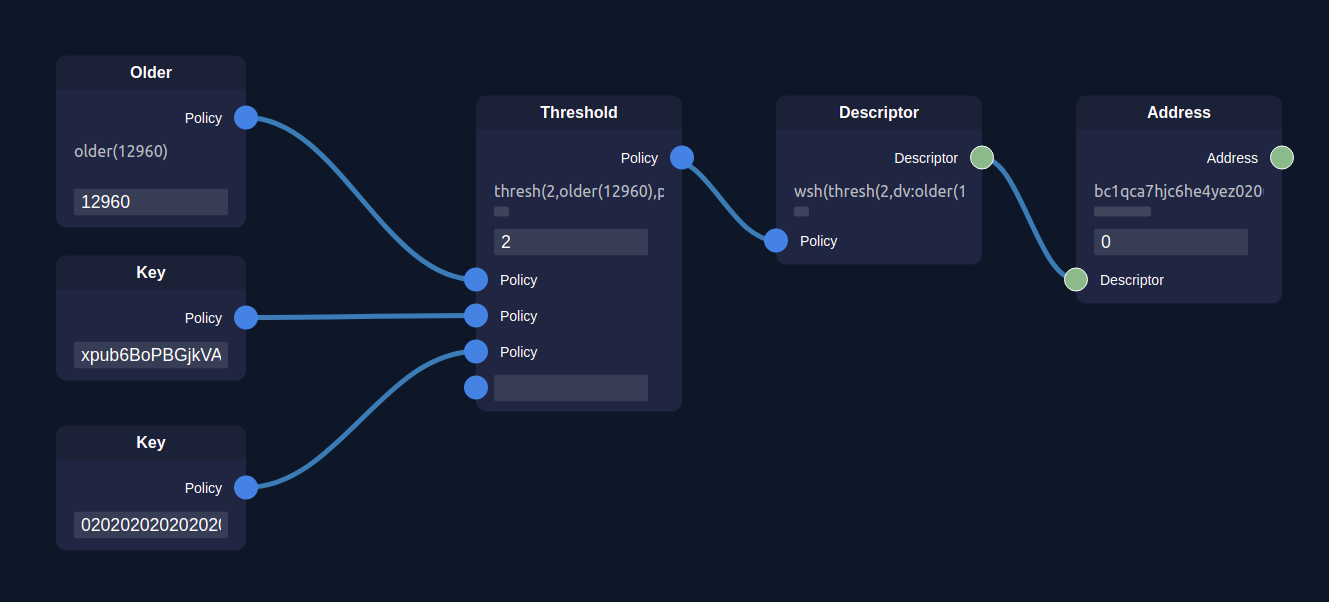 Older
Policy
older(12960)
12960
Key
Policy
xpub6BoPBGjkVA
Key
Policy
020202020202020
Threshold
Policy
thresh(2,older(12960),p
2
Policy
Policy
Policy
Descriptor
Descriptor
wsh(thresh(2,dv:older(1
Policy
Address
Address
bc1qca7hjc6he4yez020
0
Descriptor